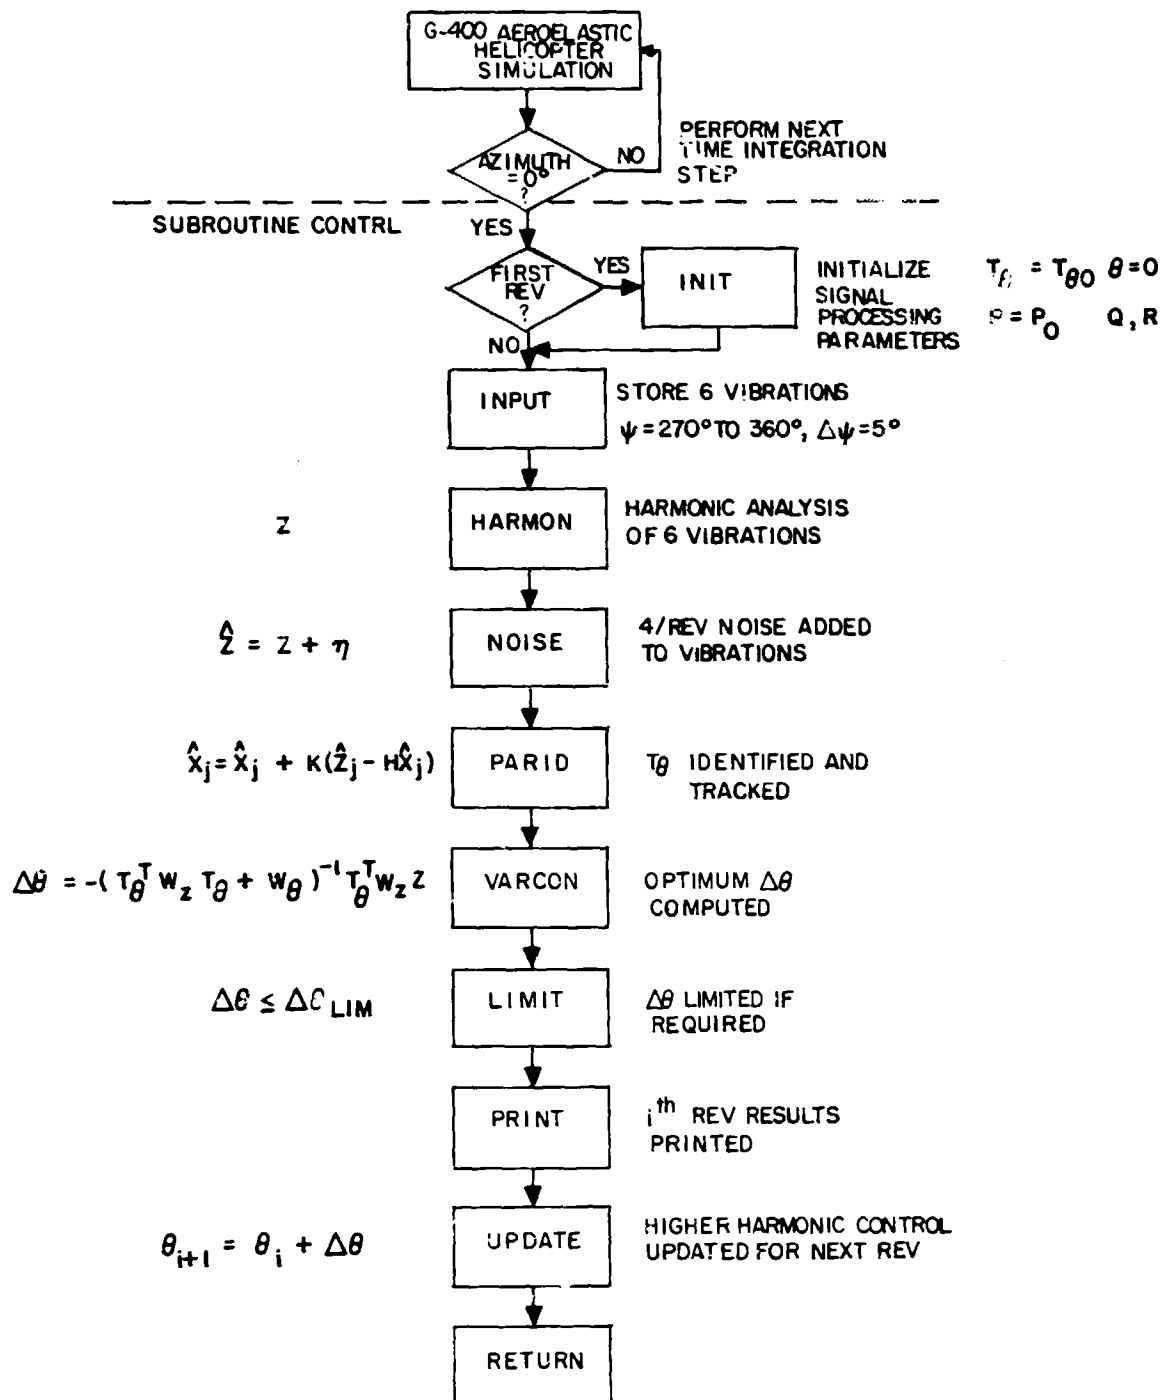 G-400 AEROELASTIC
HELICOPTER
SIMULATION
AZIMUTH
= 0°
?
NO
PERFORM NEXT
TIME INTEGRATION
STEP
SUBROUTINE CONTRL
YES
FIRST
REV
?
YES
INIT
INITIALIZE
SIGNAL
PROCESSING
PARAMETERS
T = T_θ0 θ=0
= P_O Q, R
NO
INPUT
STORE 6 VIBRATIONS
ψ = 270° TO 360°, Δψ = 5°
Z
HARMON
HARMONIC ANALYSIS
OF 6 VIBRATIONS
Ẑ = Z + η
NOISE
4/REV NOISE ADDED
TO VIBRATIONS
X̂_j = X̂_j + K(Ẑ_j - HX̂_j)
PARID
T_θ IDENTIFIED AND
TRACKED
Δθ = -(T_θ^T W_z T_θ + W_θ)^-1 T_θ^T W_z Z
VARCON
OPTIMUM Δθ
COMPUTED
Δθ ≤ Δθ_LIM
LIMIT
Δθ LIMITED IF
REQUIRED
PRINT
i^th REV RESULTS
PRINTED
θ_i+1 = θ_i + Δθ
UPDATE
HIGHER HARMONIC CONTROL
UPDATED FOR NEXT REV
RETURN